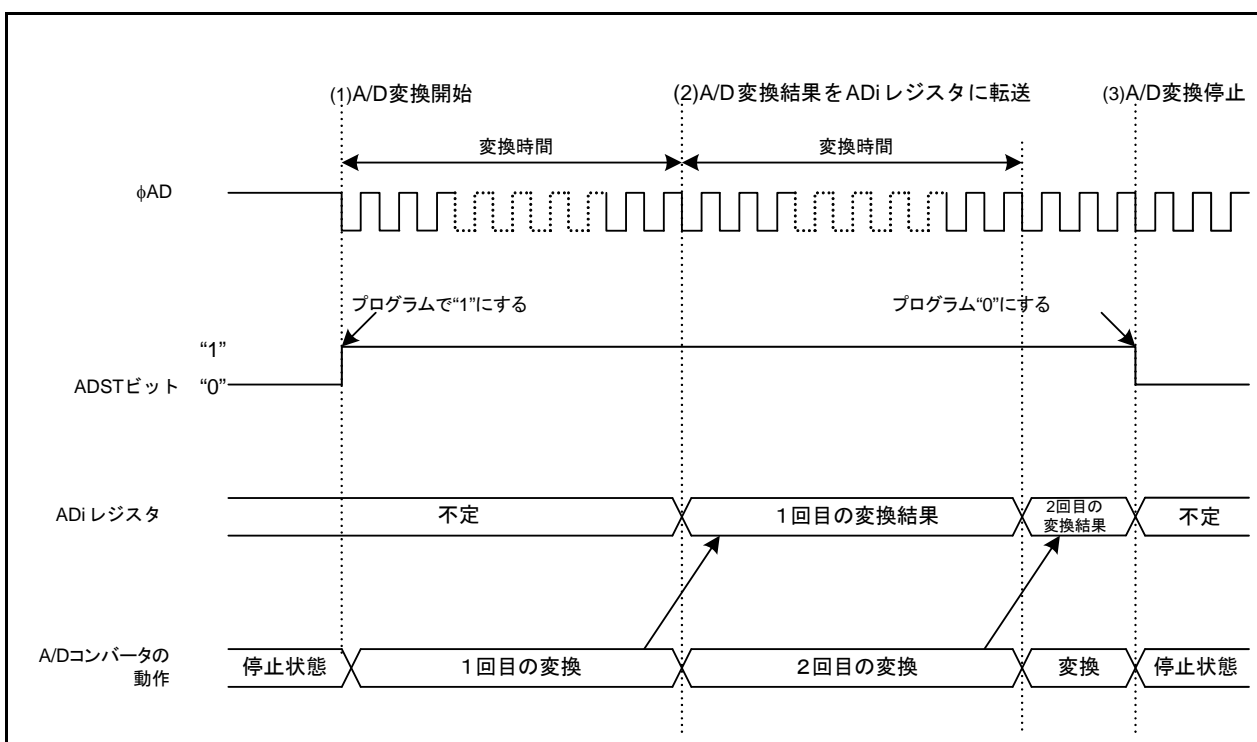 (1)A/D変換開始
(2)A/D変換結果をADiレジスタに転送
(3)A/D変換停止
変換時間
変換時間
φAD
プログラムで“1”にする
プログラム“0”にする
“1”
ADSTビット “0”
ADiレジスタ
不定
1回目の変換結果
2回目の
変換結果
不定
A/Dコンバータの
動作
停止状態
1回目の変換
2回目の変換
変換
停止状態